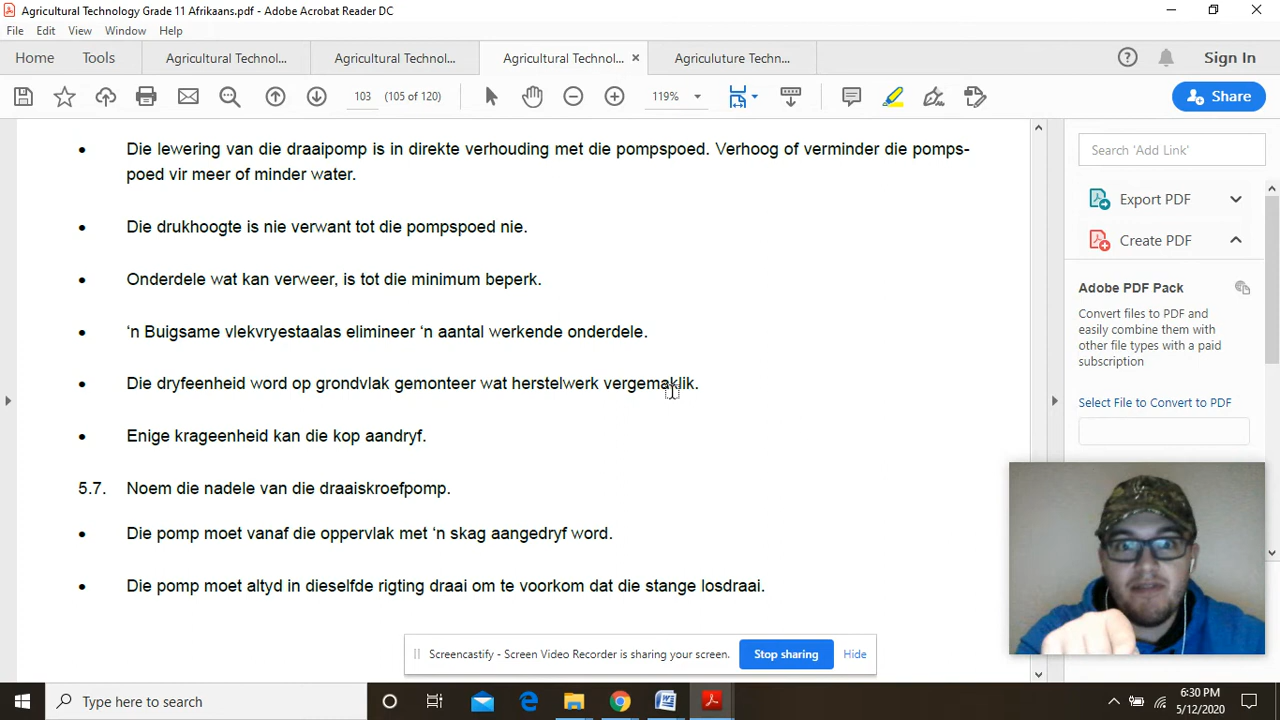 Agricultural Technology Grade 11 Afrikaans.pdf - Adobe Acrobat Reader DC
File Edit View Window Help
Home Tools Agricultural Technol... Agricultural Technol... Agricultural Technol... × Agriculuture Techn... Sign In
103 (105 of 120) 119% Share
• Die lewering van die draaipomp is in direkte verhouding met die pompspoed. Verhoog of verminder die pomps-
poed vir meer of minder water.
• Die drukhoogte is nie verwant tot die pompspoed nie.
• Onderdele wat kan verweer, is tot die minimum beperk.
• ‘n Buigsame vlekvryestaalas elimineer ‘n aantal werkende onderdele.
• Die dryfeenheid word op grondvlak gemonteer wat herstelwerk vergemaklik.
• Enige krageenheid kan die kop aandryf.
5.7. Noem die nadele van die draaiskroefpomp.
• Die pomp moet vanaf die oppervlak met ‘n skag aangedryf word.
• Die pomp moet altyd in dieselfde rigting draai om te voorkom dat die stange losdraai.
Search 'Add Link'
Export PDF
Create PDF
Adobe PDF Pack
Convert files to PDF and
easily combine them with
other file types with a paid
subscription
Select File to Convert to PDF
Screencastify - Screen Video Recorder is sharing your screen. Stop sharing Hide
Type here to search
6:30 PM
5/12/2020